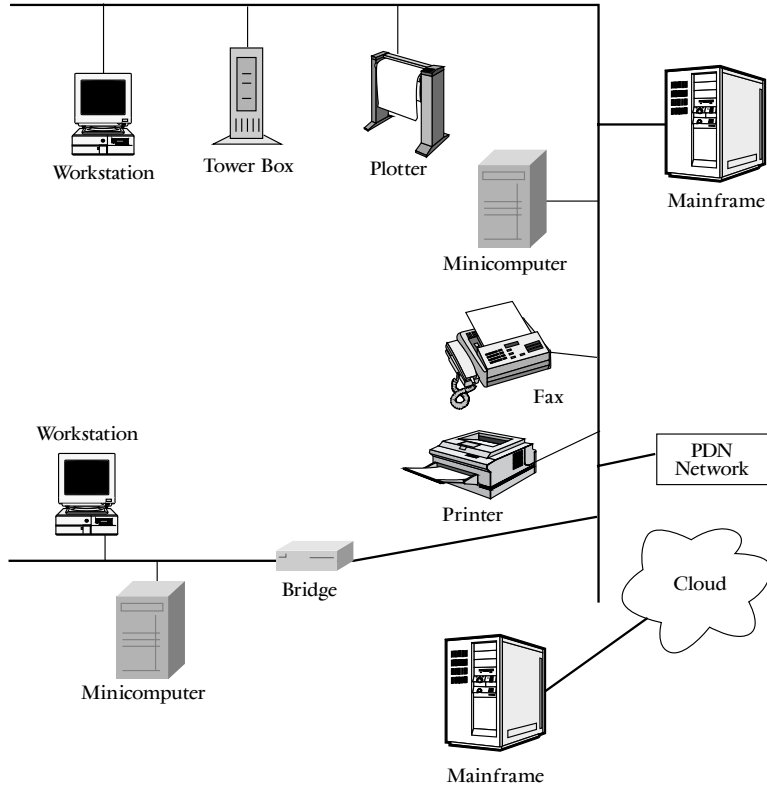 Workstation
Tower Box
Plotter
Mainframe
Minicomputer
Fax
Workstation
PDN
Network
Printer
Bridge
Cloud
Minicomputer
Mainframe